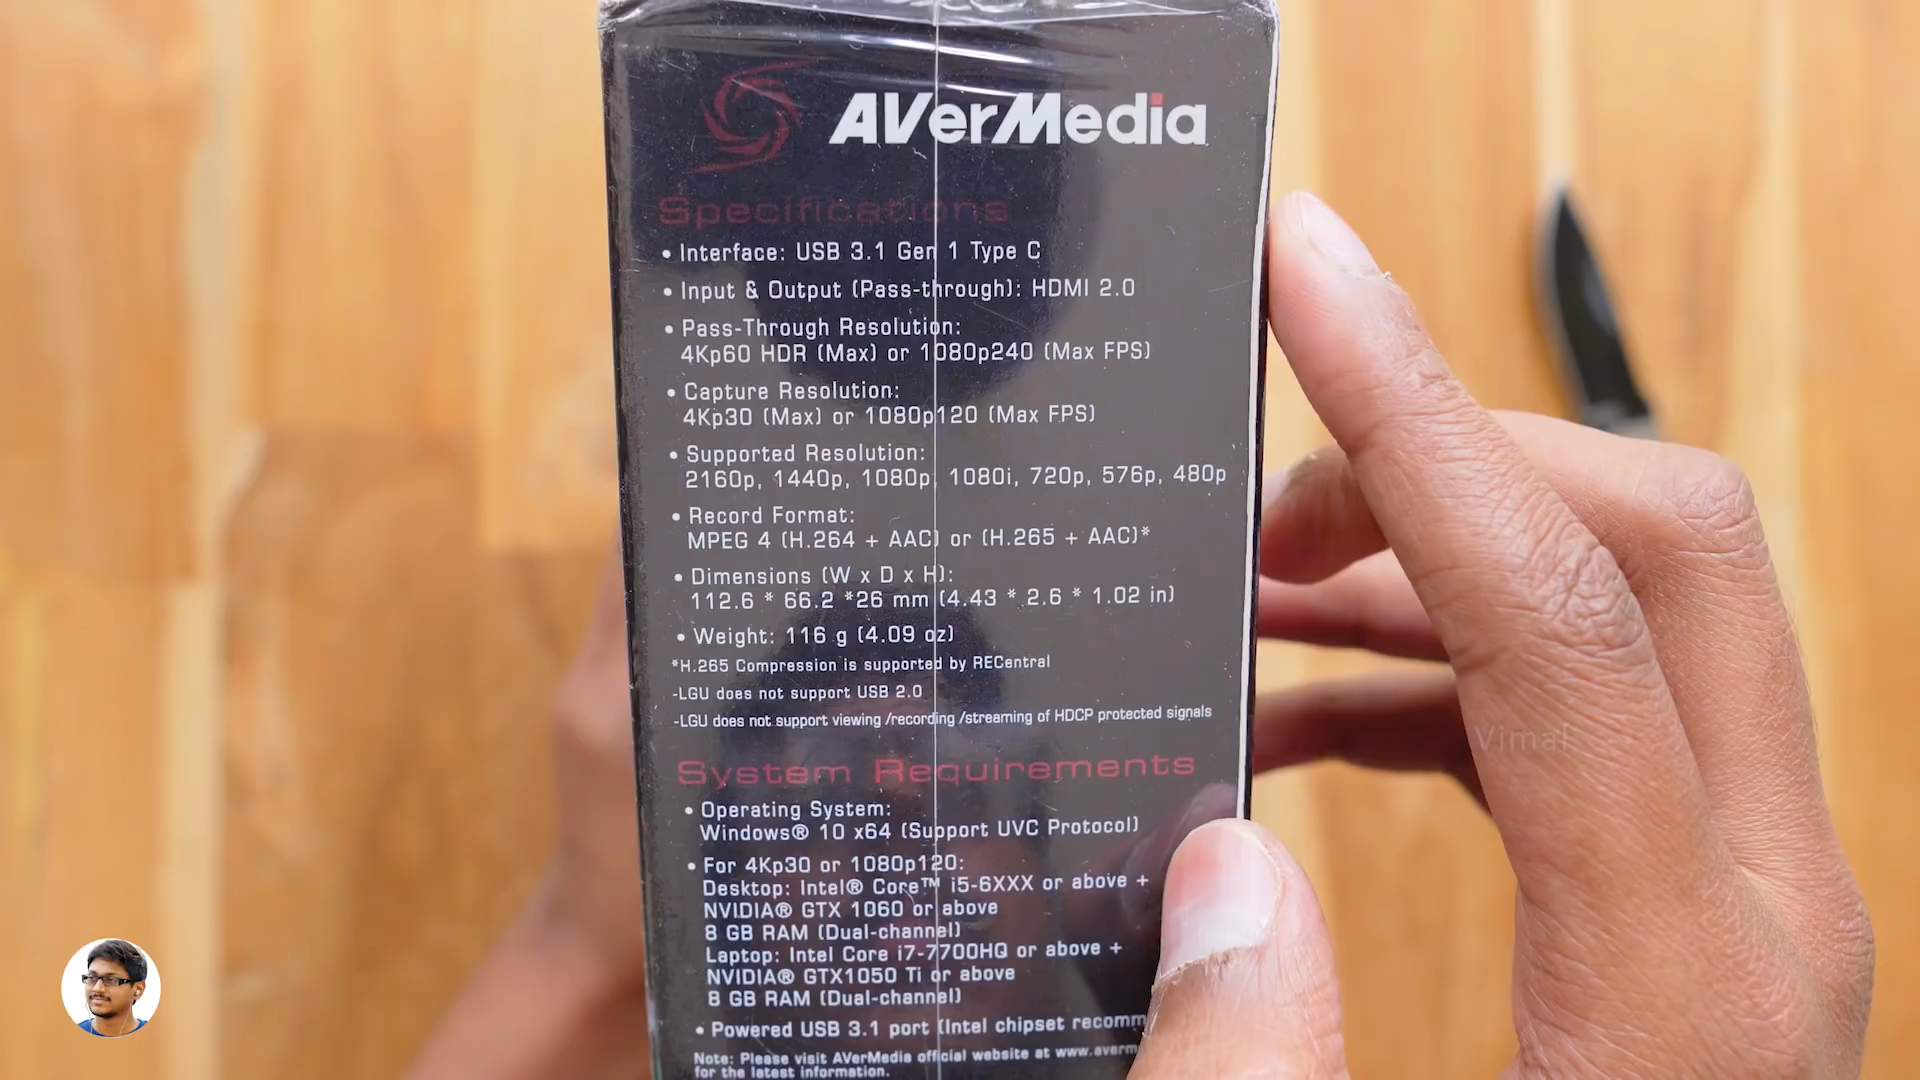 AVerMedia
Specifications
• Interface: USB 3.1 Gen 1 Type C
• Input & Output (Pass-through): HDMI 2.0
• Pass-Through Resolution:
4Kp60 HDR (Max) or 1080p240 (Max FPS)
• Capture Resolution:
4Kp30 (Max) or 1080p120 (Max FPS)
• Supported Resolution:
2160p, 1440p, 1080p, 1080i, 720p, 576p, 480p
• Record Format:
MPEG 4 (H.264 + AAC) or (H.265 + AAC)*
• Dimensions (W x D x H):
112.6 * 66.2 *26 mm (4.43 * 2.6 * 1.02 in)
• Weight: 116 g (4.09 oz)
*H.265 Compression is supported by RECentral
-LGU does not support USB 2.0
-LGU does not support viewing /recording /streaming of HDCP protected signals
Vimal
System Requirements
• Operating System:
Windows® 10 x64 (Support UVC Protocol)
• For 4Kp30 or 1080p120:
Desktop: Intel® Core™ i5-6XXX or above +
NVIDIA® GTX 1060 or above
8 GB RAM (Dual-channel)
Laptop: Intel Core i7-7700HQ or above +
NVIDIA® GTX1050 Ti or above
8 GB RAM (Dual-channel)
• Powered USB 3.1 port (Intel chipset
Note: Please visit AVerMedia official website at
for the latest information.